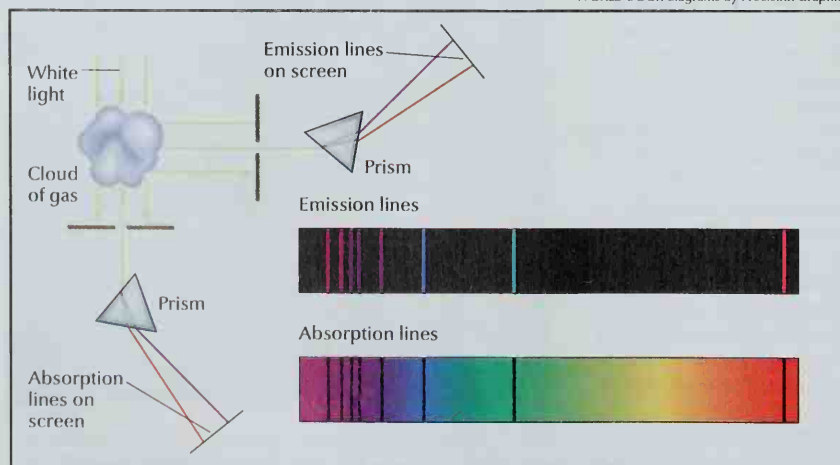 White
light
Cloud
of gas
Emission lines
on screen
Prism
Emission lines
Prism
Absorption lines
Absorption
lines on
screen